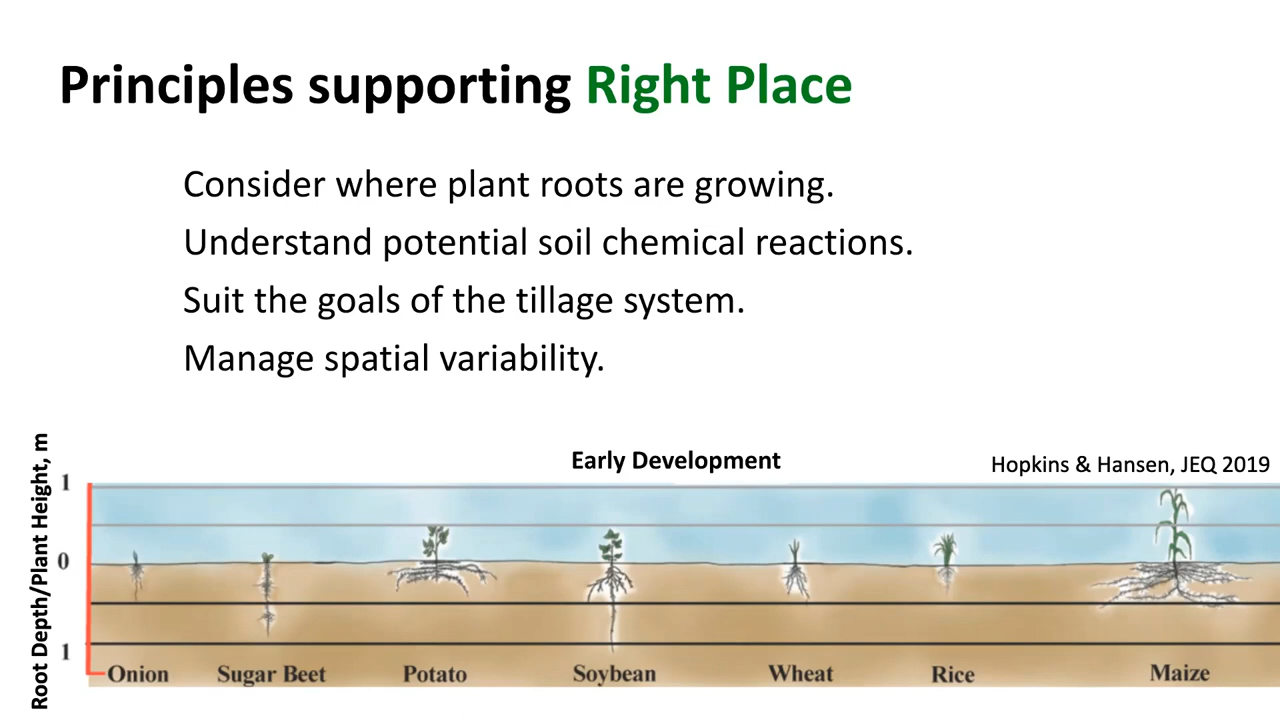 Principles supporting Right Place
Consider where plant roots are growing.
Understand potential soil chemical reactions.
Suit the goals of the tillage system.
Manage spatial variability.
Early Development
Hopkins & Hansen, JEQ 2019
Root Depth/Plant Height, m
1
0
1
Onion Sugar Beet Potato Soybean Wheat Rice Maize